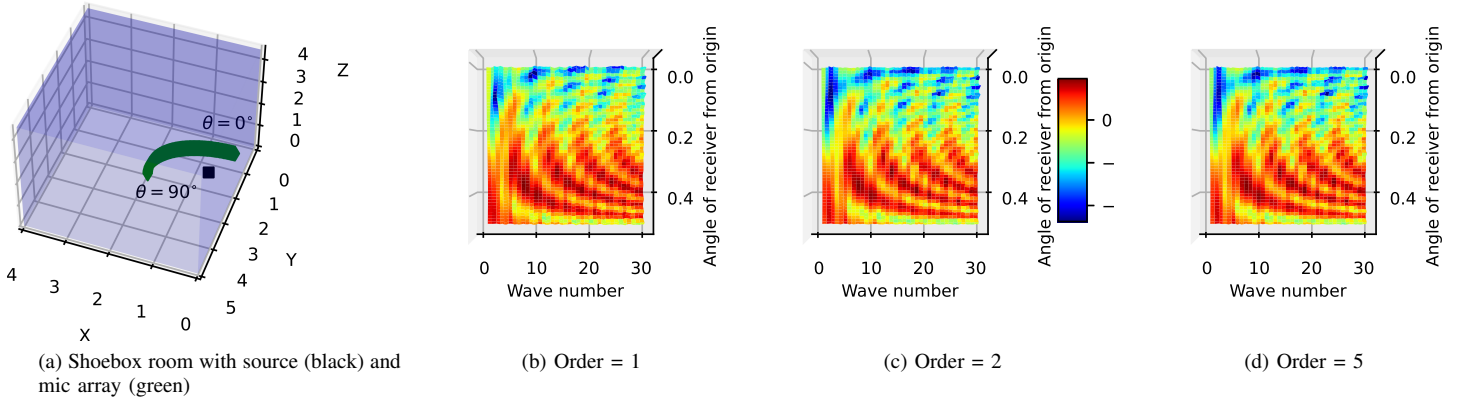 4
3
2
1
0
Z
θ = 0°
θ = 90°
0
1
2
3
4
5
Y
4
3
2
1
0
X
(a) Shoebox room with source (black) and
mic array (green)
0.0
0.2
0.4
Angle of receiver from origin
0 10 20 30
Wave number
(b) Order = 1
0.0
0.2
0.4
Angle of receiver from origin
0 10 20 30
Wave number
0
—
—
(c) Order = 2
0.0
0.2
0.4
Angle of receiver from origin
0 10 20 30
Wave number
(d) Order = 5